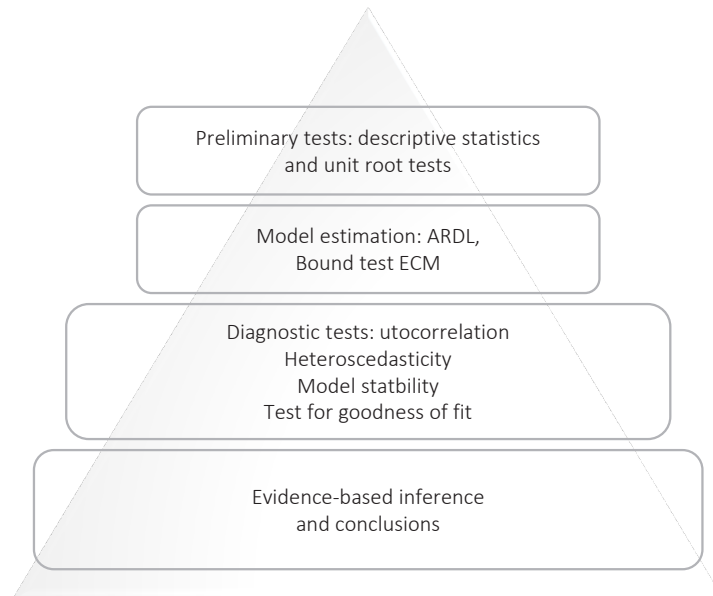 Preliminary tests: descriptive statistics
and unit root tests
Model estimation: ARDL,
Bound test ECM
Diagnostic tests: utocorrelation
Heteroscedasticity
Model statbility
Test for goodness of fit
Evidence-based inference
and conclusions